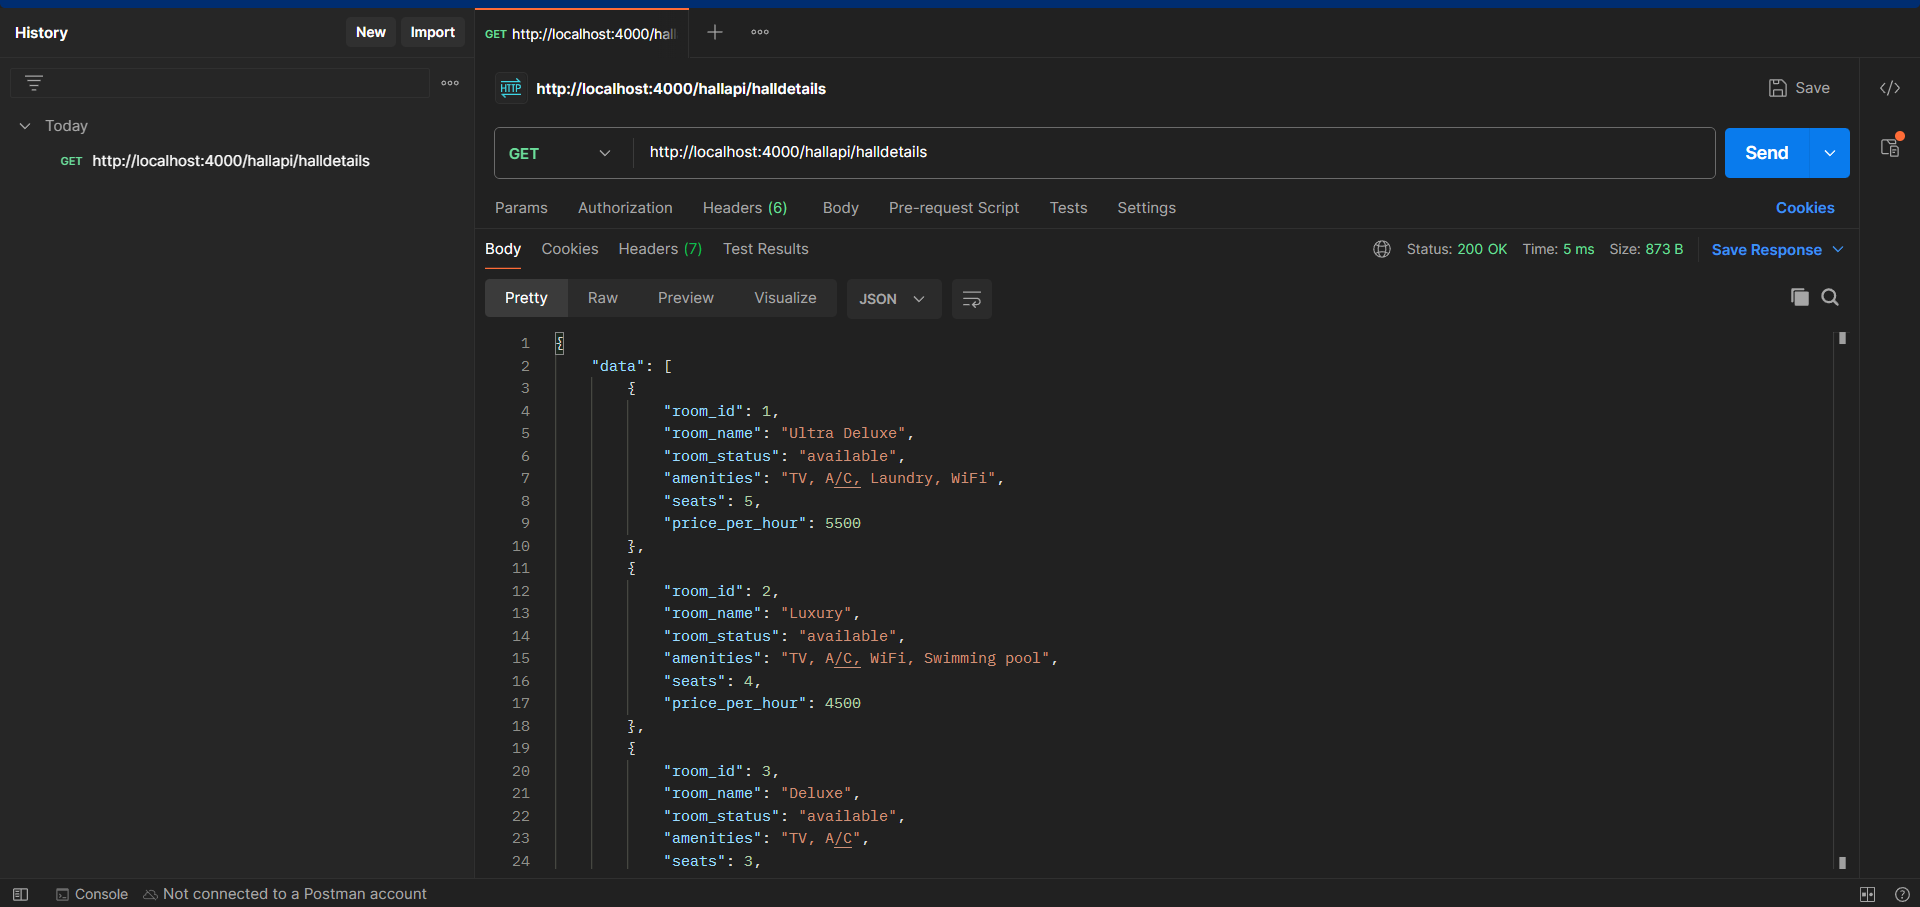 History
New
Import
GET http://localhost:4000/hall
Today
GET http://localhost:4000/hallapi/halldetails
HTTP http://localhost:4000/hallapi/halldetails
Save
GET
http://localhost:4000/hallapi/halldetails
Send
Params Authorization Headers (6) Body Pre-request Script Tests Settings
Cookies
Body Cookies Headers (7) Test Results
Status: 200 OK Time: 5 ms Size: 873 B
Save Response
Pretty Raw Preview Visualize
JSON
1 {
2 "data": [
3 {
4 "room_id": 1,
5 "room_name": "Ultra Deluxe",
6 "room_status": "available",
7 "amenities": "TV, A/C, Laundry, WiFi",
8 "seats": 5,
9 "price_per_hour": 5500
10 },
11 {
12 "room_id": 2,
13 "room_name": "Luxury",
14 "room_status": "available",
15 "amenities": "TV, A/C, WiFi, Swimming pool",
16 "seats": 4,
17 "price_per_hour": 4500
18 },
19 {
20 "room_id": 3,
21 "room_name": "Deluxe",
22 "room_status": "available",
23 "amenities": "TV, A/C",
24 "seats": 3,
Console
Not connected to a Postman account